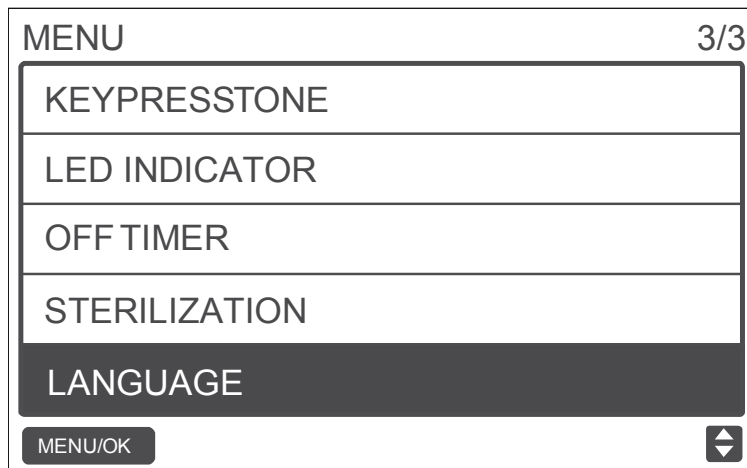 MENU 3/3
KEYPRESSTONE
LED INDICATOR
OFF TIMER
STERILIZATION
LANGUAGE
MENU/OK